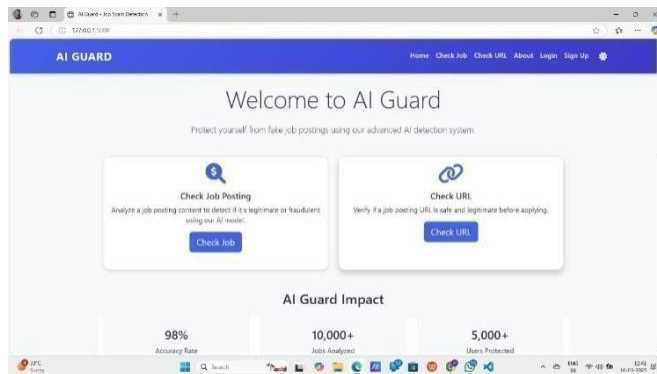 AI Guard - Job Scam Detection
127.0.0.1:5000
AI GUARD
Home Check Job Check URL About Login Sign Up
Welcome to AI Guard
Protect yourself from fake job postings using our advanced AI detection system.
Check Job Posting
Analyze a job posting content to detect if it's legitimate or fraudulent
using our AI model.
Check Job
Check URL
Verify if a job posting URL is safe and legitimate before applying.
Check URL
AI Guard Impact
98%
Accuracy Rate
10,000+
Jobs Analyzed
5,000+
Users Protected
33°C
Sunny
Search
ENG
IN